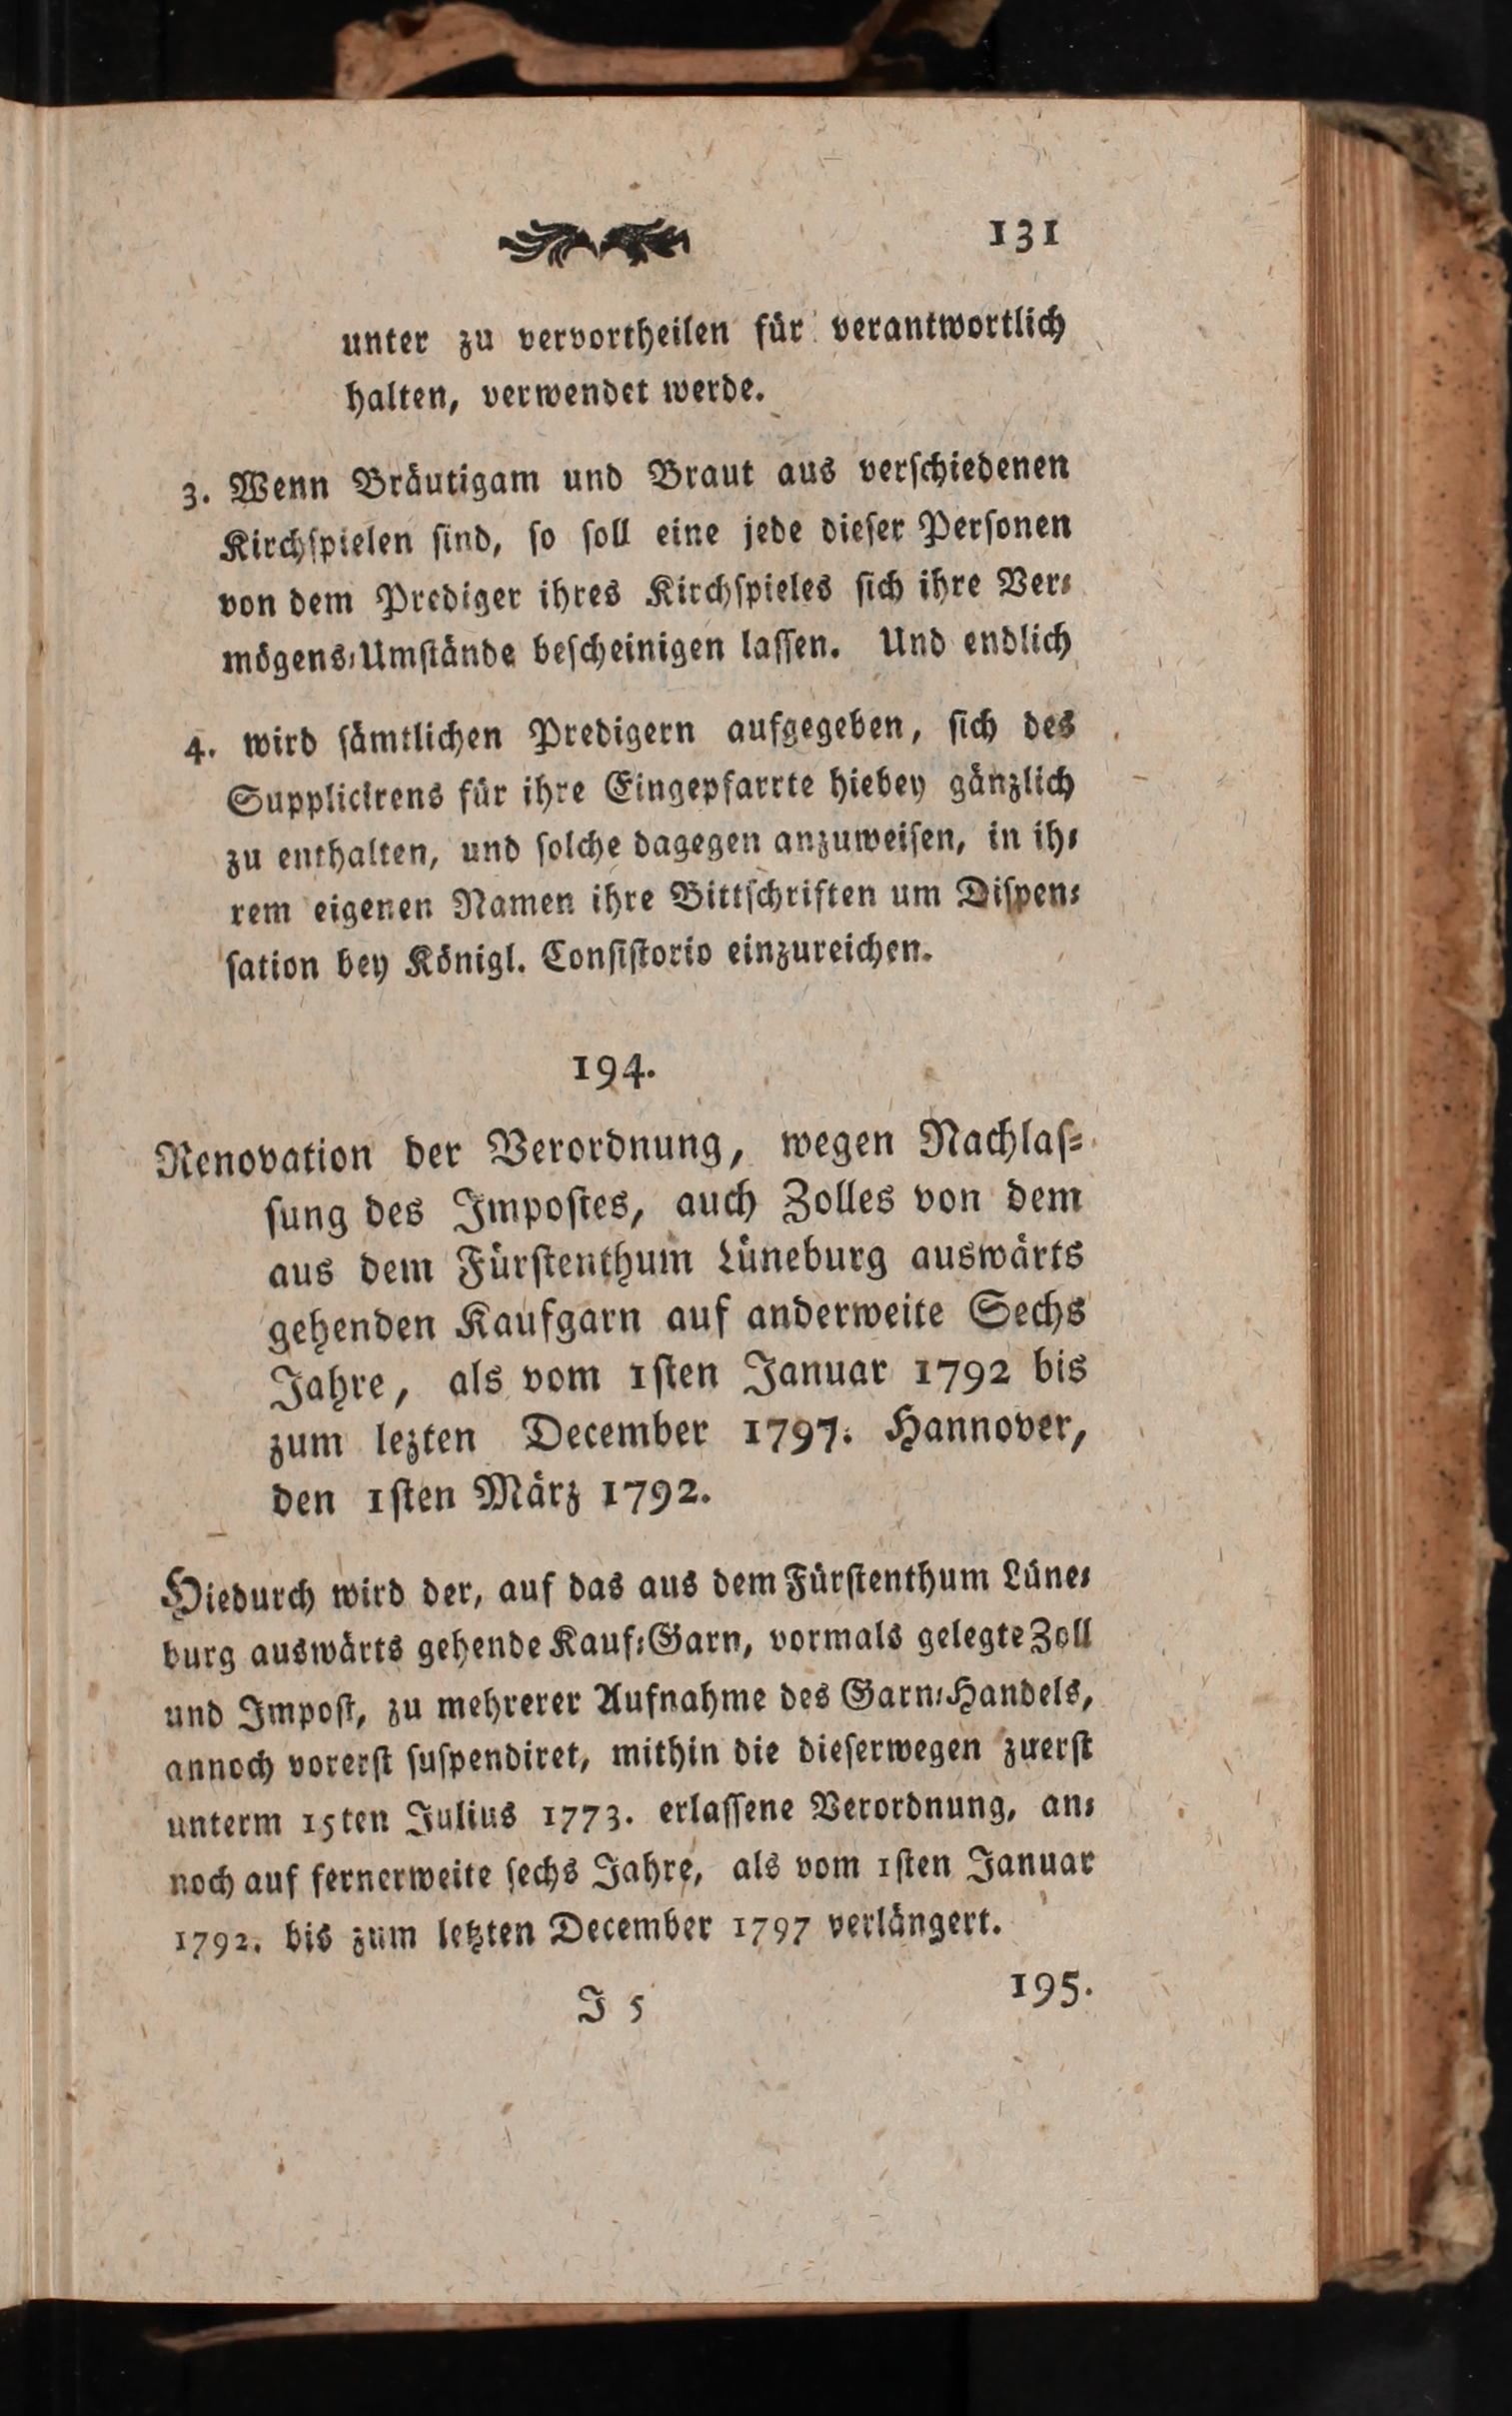 131
unter zu vervortheilen für verantwortlich
halten, verwendet werde.
3. Wenn Bräutigam und Braut aus verſchiedenen
Kirchſpielen ſind, ſo ſoll eine jede dieſer Perſonen
von dem Prediger ihres Kirchſpieles ſich ihre Ver⸗
mögens⸗Umſtände beſcheinigen laſſen. Und endlich
4. wird ſämtlichen Predigern aufgegeben, ſich des
Supplicirens für ihre Eingepfarrte hiebey gänzlich
zu enthalten, und ſolche dagegen anzuweiſen, in ih⸗
rem eigenen Namen ihre Bittſchriften um Diſpen⸗
ſation bey Königl. Conſiſtorio einzureichen.
194.
Renovation der Verordnung, wegen Nachlaſ⸗
ſung des Impoſtes, auch Zolles von dem
aus dem Fürſtenthum Lüneburg auswärts
gehenden Kaufgarn auf anderweite Sechs
Jahre, als vom 1ſten Januar 1792 bis
zum lezten December 1797. Hannover,
den 1ſten März 1792.
Hiedurch wird der, auf das aus dem Fürſtenthum Lüne⸗
burg auswärts gehende Kauf⸗Garn, vormals gelegte Zoll
und Impoſt, zu mehrerer Aufnahme des Garn⸗Handels,
annoch vorerſt ſuſpendiret, mithin die dieſerwegen zuerſt
unterm 15ten Julius 1773. erlaſſene Verordnung, an⸗
noch auf fernerweite ſechs Jahre, als vom 1ſten Januar
1792. bis zum letzten December 1797 verlängert.
J 5
195.